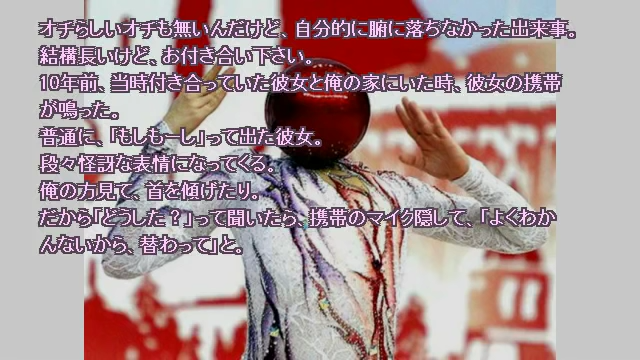 オチらしいオチも無いんだけど、自分的に腑に落ちなかった出来事。
結構長いけど、お付き合い下さい。
10年前、当時付き合っていた彼女と俺の家にいた時、彼女の携帯
が鳴った。
普通に、「もしもーし」って出た彼女。
段々怪訝な表情になってくる。
俺の方見て、首を傾げたり。
だから「どうした？」って聞いたら、携帯のマイク隠して、「よくわか
んないから、替わって」と。